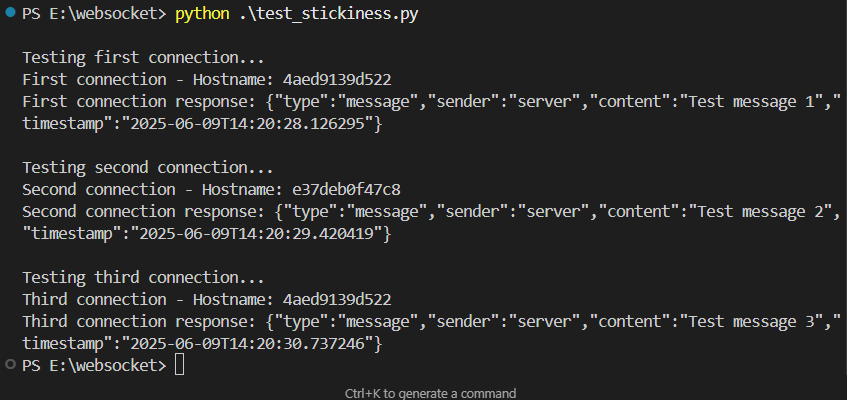 PS E:\websocket> python .\test_stickiness.py
Testing first connection...
First connection - Hostname: 4aed9139d522
First connection response: {"type":"message","sender":"server","content":"Test message 1","
timestamp":"2025-06-09T14:20:28.126295"}
Testing second connection...
Second connection - Hostname: e37deb0f47c8
Second connection response: {"type":"message","sender":"server","content":"Test message 2",
"timestamp":"2025-06-09T14:20:29.420419"}
Testing third connection...
Third connection - Hostname: 4aed9139d522
Third connection response: {"type":"message","sender":"server","content":"Test message 3","
timestamp":"2025-06-09T14:20:30.737246"}
PS E:\websocket>
Ctrl+K to generate a command